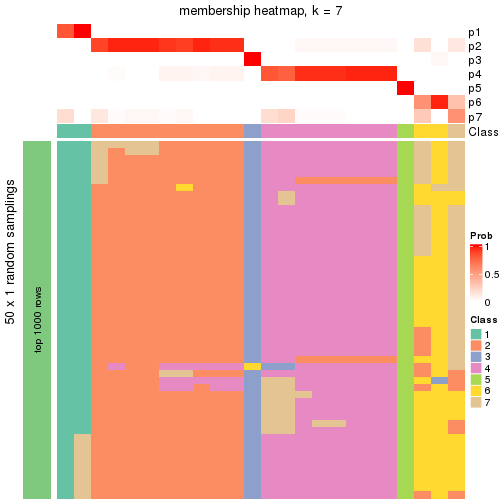 membership heatmap, k = 7
p1
p2
p3
p4
p5
p6
p7
Class
50 x 1 random samplings
top 1000 rows
Prob
1
0.5
0
Class
1
2
3
4
5
6
7